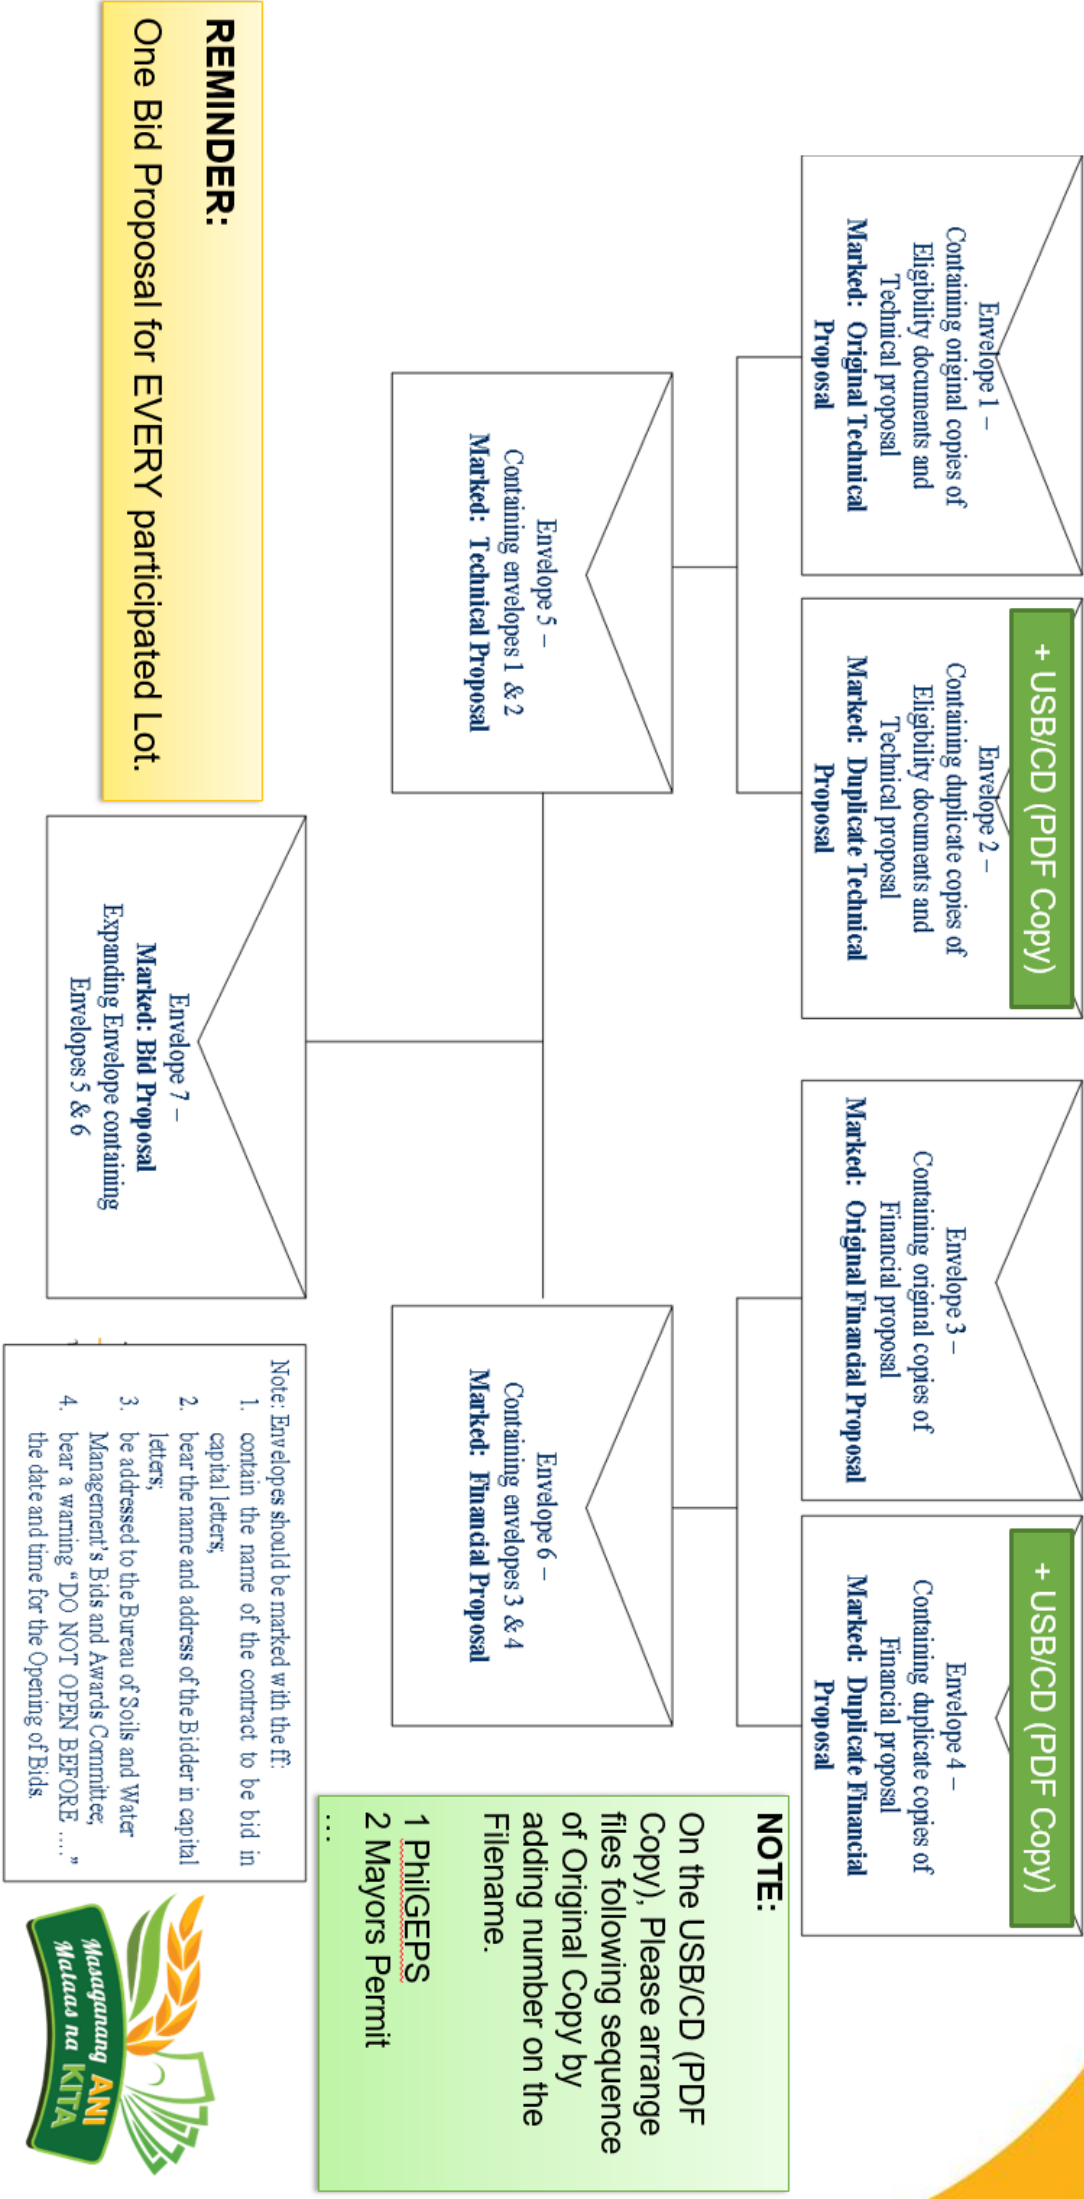 Envelope 1 –
Containing original copies of
Eligibility documents and
Technical proposal
Marked: Original Technical
Proposal
+ USB/CD (PDF Copy)
Envelope 2 –
Containing duplicate copies of
Eligibility documents and
Technical proposal
Marked: Duplicate Technical
Proposal
Envelope 3 –
Containing original copies of
Financial proposal
Marked: Original Financial Proposal
+ USB/CD (PDF Copy)
Envelope 4 –
Containing duplicate copies of
Financial proposal
Marked: Duplicate Financial
Proposal
Envelope 5 –
Containing envelopes 1 & 2
Marked: Technical Proposal
Envelope 6 –
Containing envelopes 3 & 4
Marked: Financial Proposal
NOTE:
On the USB/CD (PDF
Copy), Please arrange
files following sequence
of Original Copy by
adding number on the
Filename.
1 PhilGEPS
2 Mayors Permit
...
REMINDER:
One Bid Proposal for EVERY participated Lot.
Envelope 7 –
Marked: Bid Proposal
Expanding Envelope containing
Envelopes 5 & 6
Note: Envelopes should be marked with the ff:
1. contain the name of the contract to be bid in
capital letters;
2. bear the name and address of the Bidder in capital
letters;
3. be addressed to the Bureau of Soils and Water
Management's Bids and Awards Committee;
4. bear a warning “DO NOT OPEN BEFORE ....”
the date and time for the Opening of Bids.
Masaganang ANI
Mataas na KITA